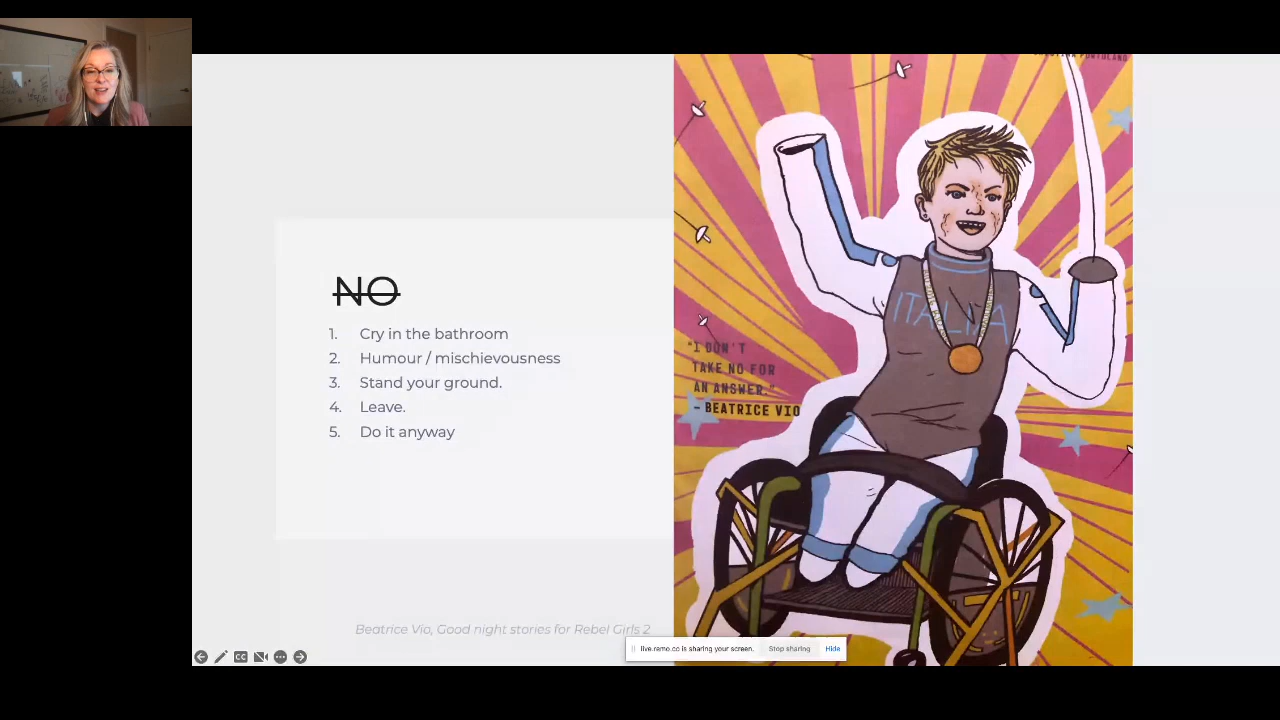 NO
1. Cry in the bathroom
2. Humour / mischievousness
3. Stand your ground.
4. Leave.
5. Do it anyway
ITALIA
"I DON'T
TAKE NO FOR
AN ANSWER."
– BEATRICE VIO
Beatrice Vio, Good night stories for Rebel Girls 2
live.remo.co is sharing your screen.
Stop sharing
Hide
CC